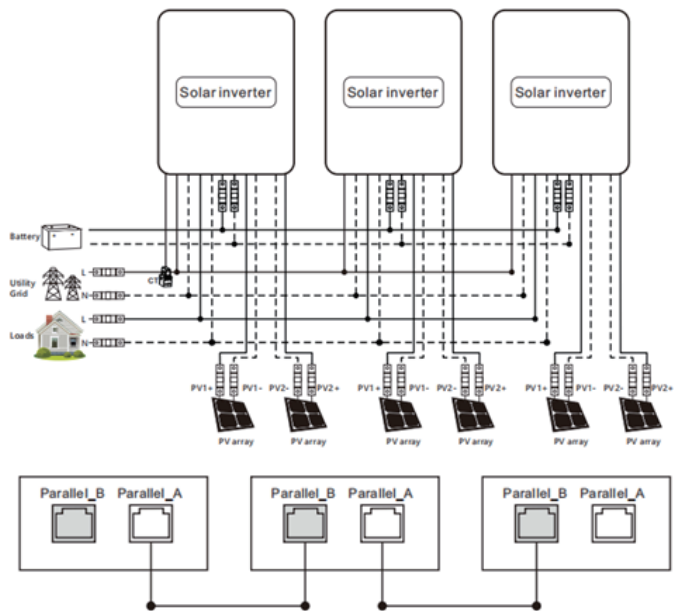 Solar inverter Solar inverter Solar inverter
Battery
CT
Utility
Grid
L
N
Loads
L
N
PV1+ PV1- PV2- PV2+ PV1+ PV1- PV2- PV2+ PV1+ PV1- PV2- PV2+
PV array PV array PV array PV array PV array PV array
Parallel_B Parallel_A Parallel_B Parallel_A Parallel_B Parallel_A